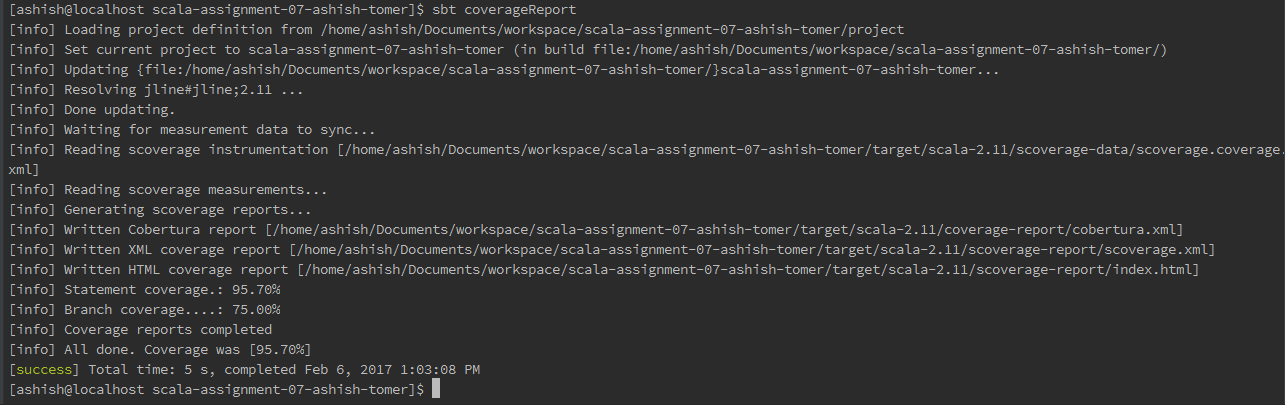 [ashish@localhost scala-assignment-07-ashish-tomer]$ sbt coverageReport
[info] Loading project definition from /home/ashish/Documents/workspace/scala-assignment-07-ashish-tomer/project
[info] Set current project to scala-assignment-07-ashish-tomer (in build file:/home/ashish/Documents/workspace/scala-assignment-07-ashish-tomer/)
[info] Updating {file:/home/ashish/Documents/workspace/scala-assignment-07-ashish-tomer/}scala-assignment-07-ashish-tomer...
[info] Resolving jline#jline;2.11 ...
[info] Done updating.
[info] Waiting for measurement data to sync...
[info] Reading scoverage instrumentation [/home/ashish/Documents/workspace/scala-assignment-07-ashish-tomer/target/scala-2.11/scoverage-data/scoverage.coverage.
xml]
[info] Reading scoverage measurements...
[info] Generating scoverage reports...
[info] Written Cobertura report [/home/ashish/Documents/workspace/scala-assignment-07-ashish-tomer/target/scala-2.11/coverage-report/cobertura.xml]
[info] Written XML coverage report [/home/ashish/Documents/workspace/scala-assignment-07-ashish-tomer/target/scala-2.11/scoverage-report/scoverage.xml]
[info] Written HTML coverage report [/home/ashish/Documents/workspace/scala-assignment-07-ashish-tomer/target/scala-2.11/scoverage-report/index.html]
[info] Statement coverage.: 95.70%
[info] Branch coverage....: 75.00%
[info] Coverage reports completed
[info] All done. Coverage was [95.70%]
[success] Total time: 5 s, completed Feb 6, 2017 1:03:08 PM
[ashish@localhost scala-assignment-07-ashish-tomer]$